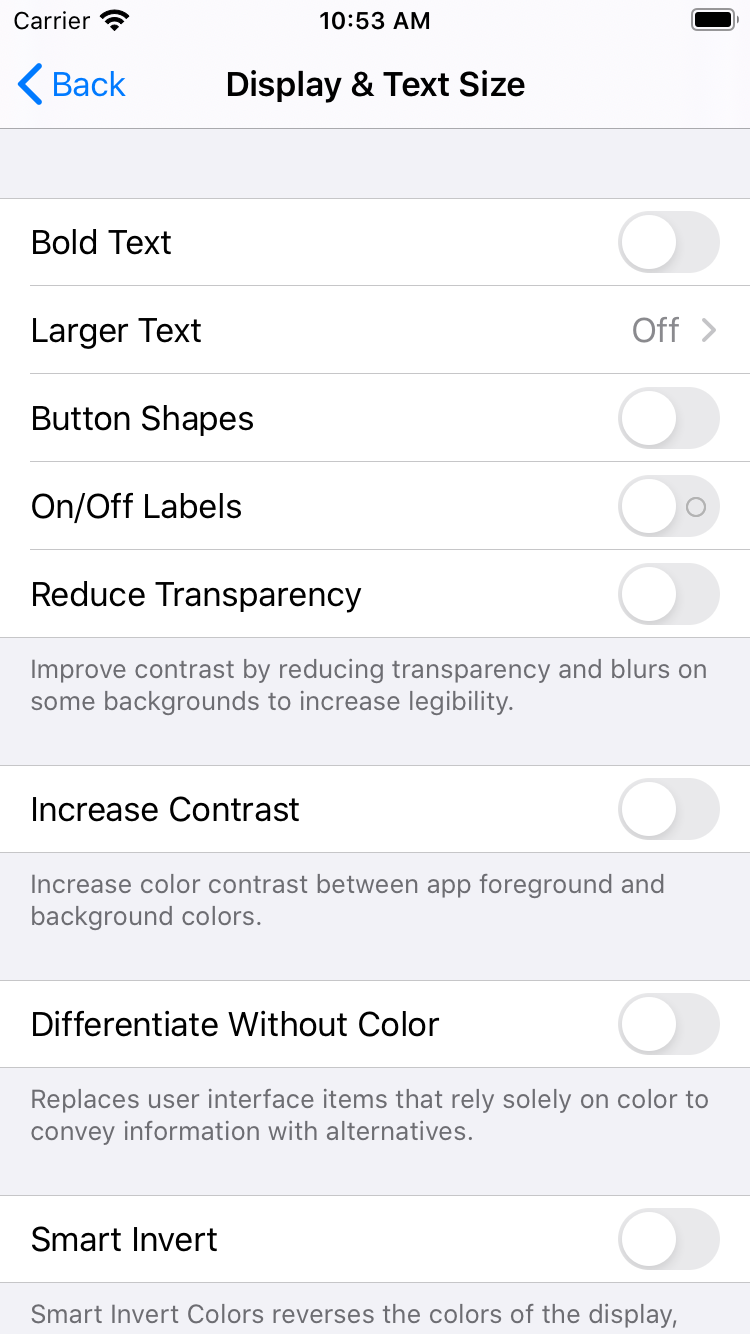 Carrier 10:53 AM
Back Display & Text Size
Bold Text
Larger Text Off
Button Shapes
On/Off Labels
Reduce Transparency
Improve contrast by reducing transparency and blurs on
some backgrounds to increase legibility.
Increase Contrast
Increase color contrast between app foreground and
background colors.
Differentiate Without Color
Replaces user interface items that rely solely on color to
convey information with alternatives.
Smart Invert
Smart Invert Colors reverses the colors of the display,